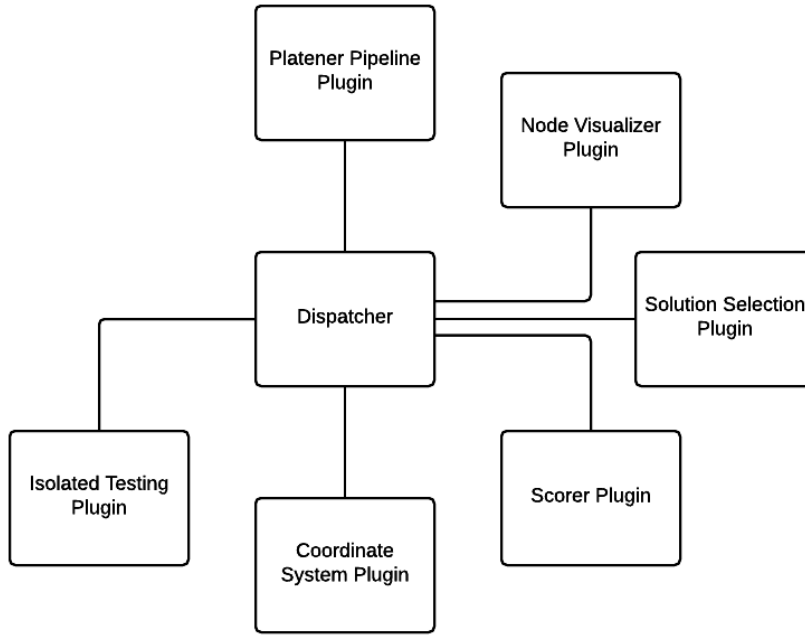 Platener Pipeline
Plugin
Node Visualizer
Plugin
Dispatcher
Solution Selection
Plugin
Isolated Testing
Plugin
Scorer Plugin
Coordinate
System Plugin